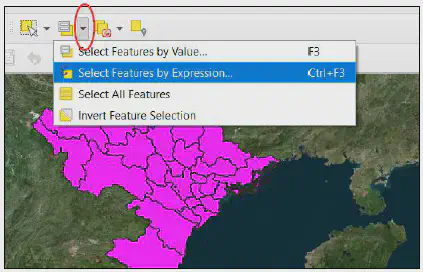 Select Features by Value... F3
Select Features by Expression... Ctrl+F3
Select All Features
Invert Feature Selection